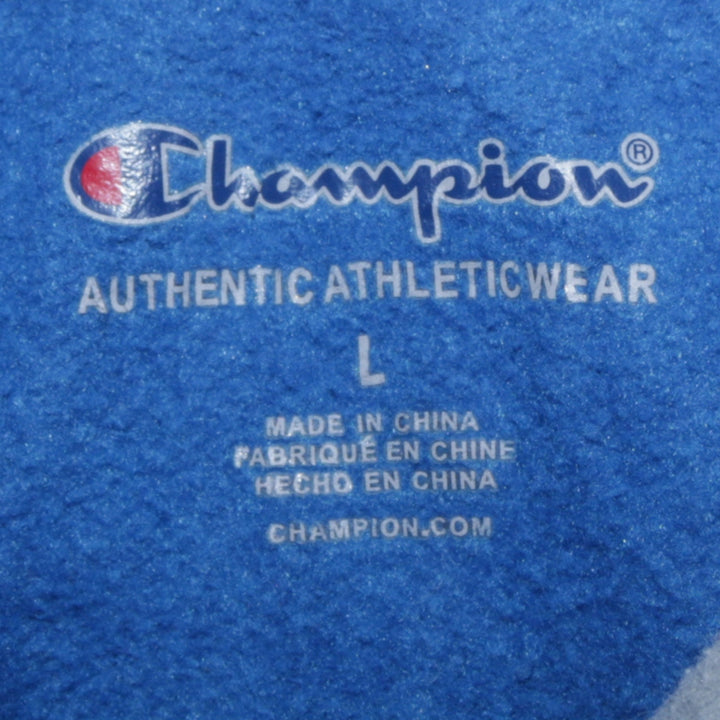 Champion®
AUTHENTIC ATHLETICWEAR
L
MADE IN CHINA
FABRIQUÉ EN CHINE
HECHO EN CHINA
CHAMPION.COM